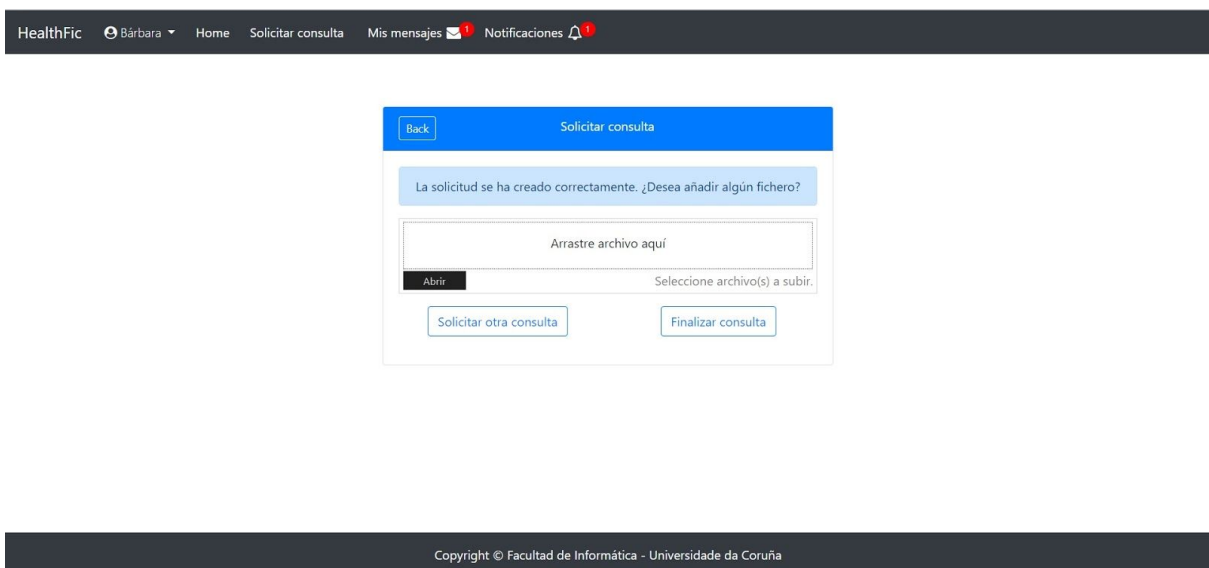 HealthFic Bárbara Home Solicitar consulta Mis mensajes 1 Notificaciones 1
Back Solicitar consulta
La solicitud se ha creado correctamente. ¿Desea añadir algún fichero?
Arrastre archivo aquí
Abrir Seleccione archivo(s) a subir.
Solicitar otra consulta Finalizar consulta
Copyright © Facultad de Informática - Universidade da Coruña